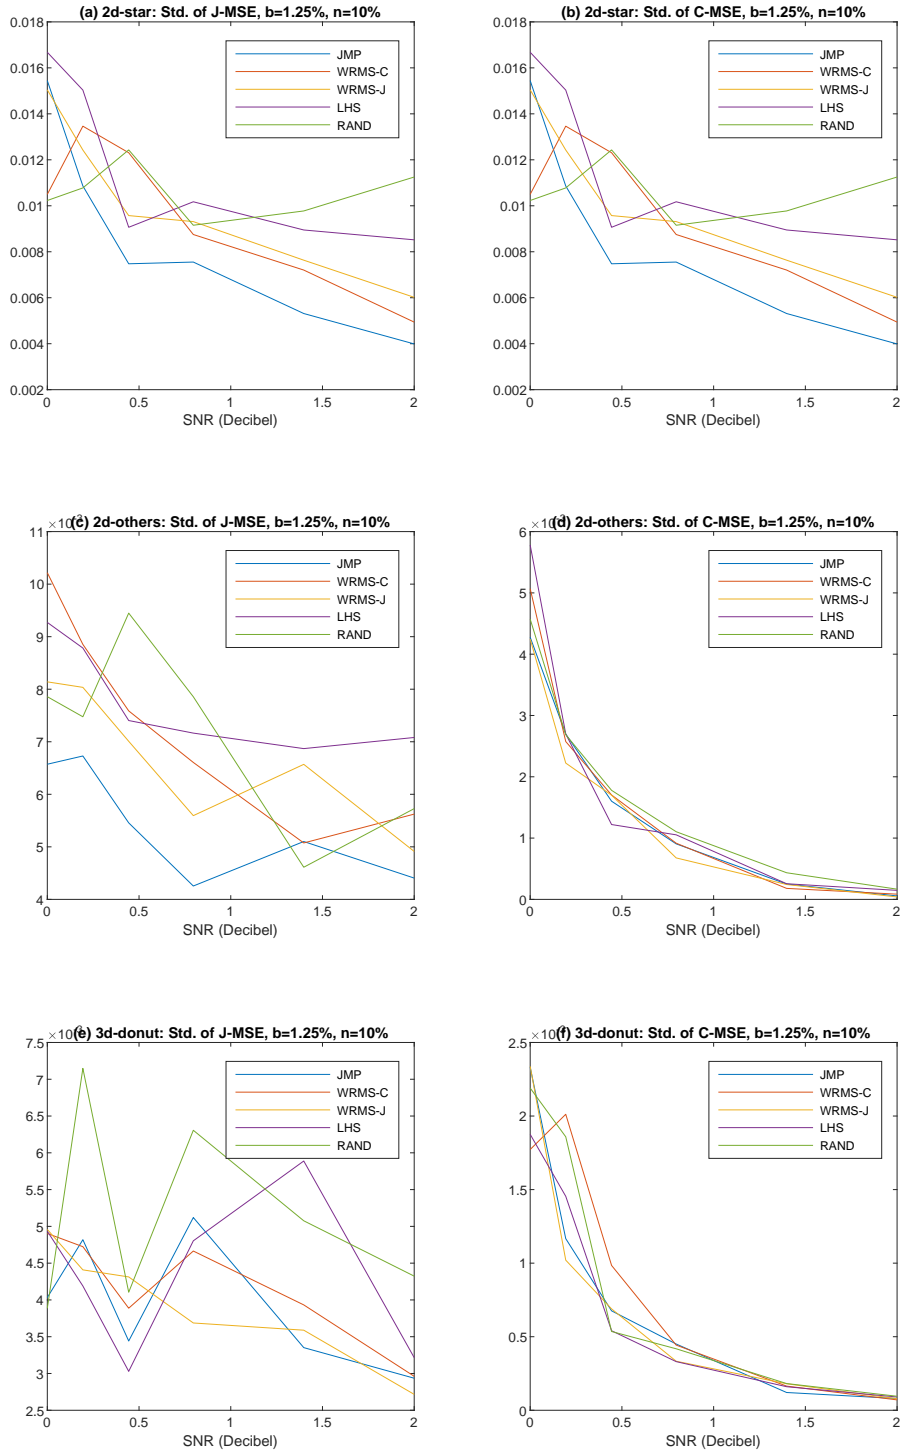 (a) 2d-star: Std. of J-MSE, b=1.25%, n=10%
0.018
0.016
0.014
0.012
0.01
0.008
0.006
0.004
0.002
0
0.5
1
1.5
2
SNR (Decibel)
JMP
WRMS-C
WRMS-J
LHS
RAND
(b) 2d-star: Std. of C-MSE, b=1.25%, n=10%
0.018
0.016
0.014
0.012
0.01
0.008
0.006
0.004
0.002
0
0.5
1
1.5
2
SNR (Decibel)
JMP
WRMS-C
WRMS-J
LHS
RAND
(c) 2d-others: Std. of J-MSE, b=1.25%, n=10%
×10
11
10
9
8
7
6
5
4
0
0.5
1
1.5
2
SNR (Decibel)
JMP
WRMS-C
WRMS-J
LHS
RAND
(d) 2d-others: Std. of C-MSE, b=1.25%, n=10%
×10
6
5
4
3
2
1
0
0
0.5
1
1.5
2
SNR (Decibel)
JMP
WRMS-C
WRMS-J
LHS
RAND
(e) 3d-donut: Std. of J-MSE, b=1.25%, n=10%
×10
7.5
7
6.5
6
5.5
5
4.5
4
3.5
3
2.5
0
0.5
1
1.5
2
SNR (Decibel)
JMP
WRMS-C
WRMS-J
LHS
RAND
(f) 3d-donut: Std. of C-MSE, b=1.25%, n=10%
×10
2.5
2
1.5
1
0.5
0
0
0.5
1
1.5
2
SNR (Decibel)
JMP
WRMS-C
WRMS-J
LHS
RAND